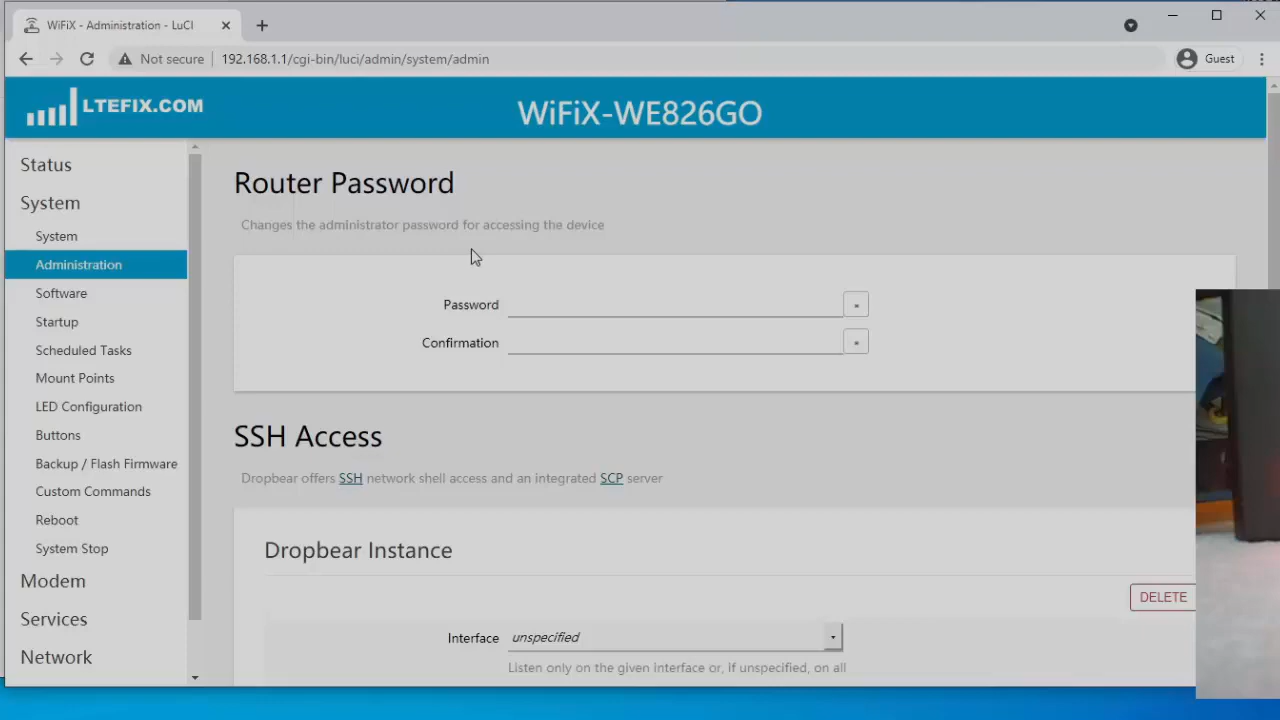 WiFiX - Administration - LuCI
Not secure
192.168.1.1/cgi-bin/luci/admin/system/admin
Guest
LTEFIX.COM
WiFiX-WE826GO
Status
System
System
Administration
Software
Startup
Scheduled Tasks
Mount Points
LED Configuration
Buttons
Backup / Flash Firmware
Custom Commands
Reboot
System Stop
Modem
Services
Network
Router Password
Changes the administrator password for accessing the device
Password
Confirmation
SSH Access
Dropbear offers SSH network shell access and an integrated SCP server
Dropbear Instance
DELETE
Interface unspecified
Listen only on the given interface or, if unspecified, on all